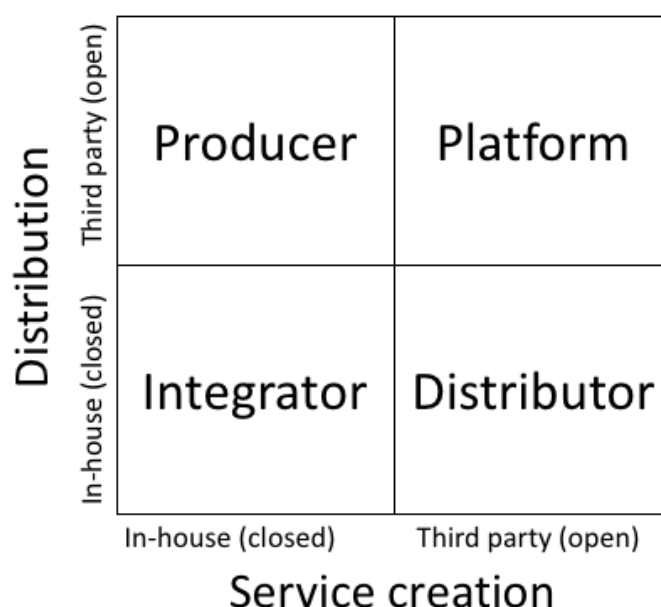 Distribution
Third party (open)
Producer
Platform
In-house (closed)
Integrator
Distributor
In-house (closed)
Third party (open)
Service creation